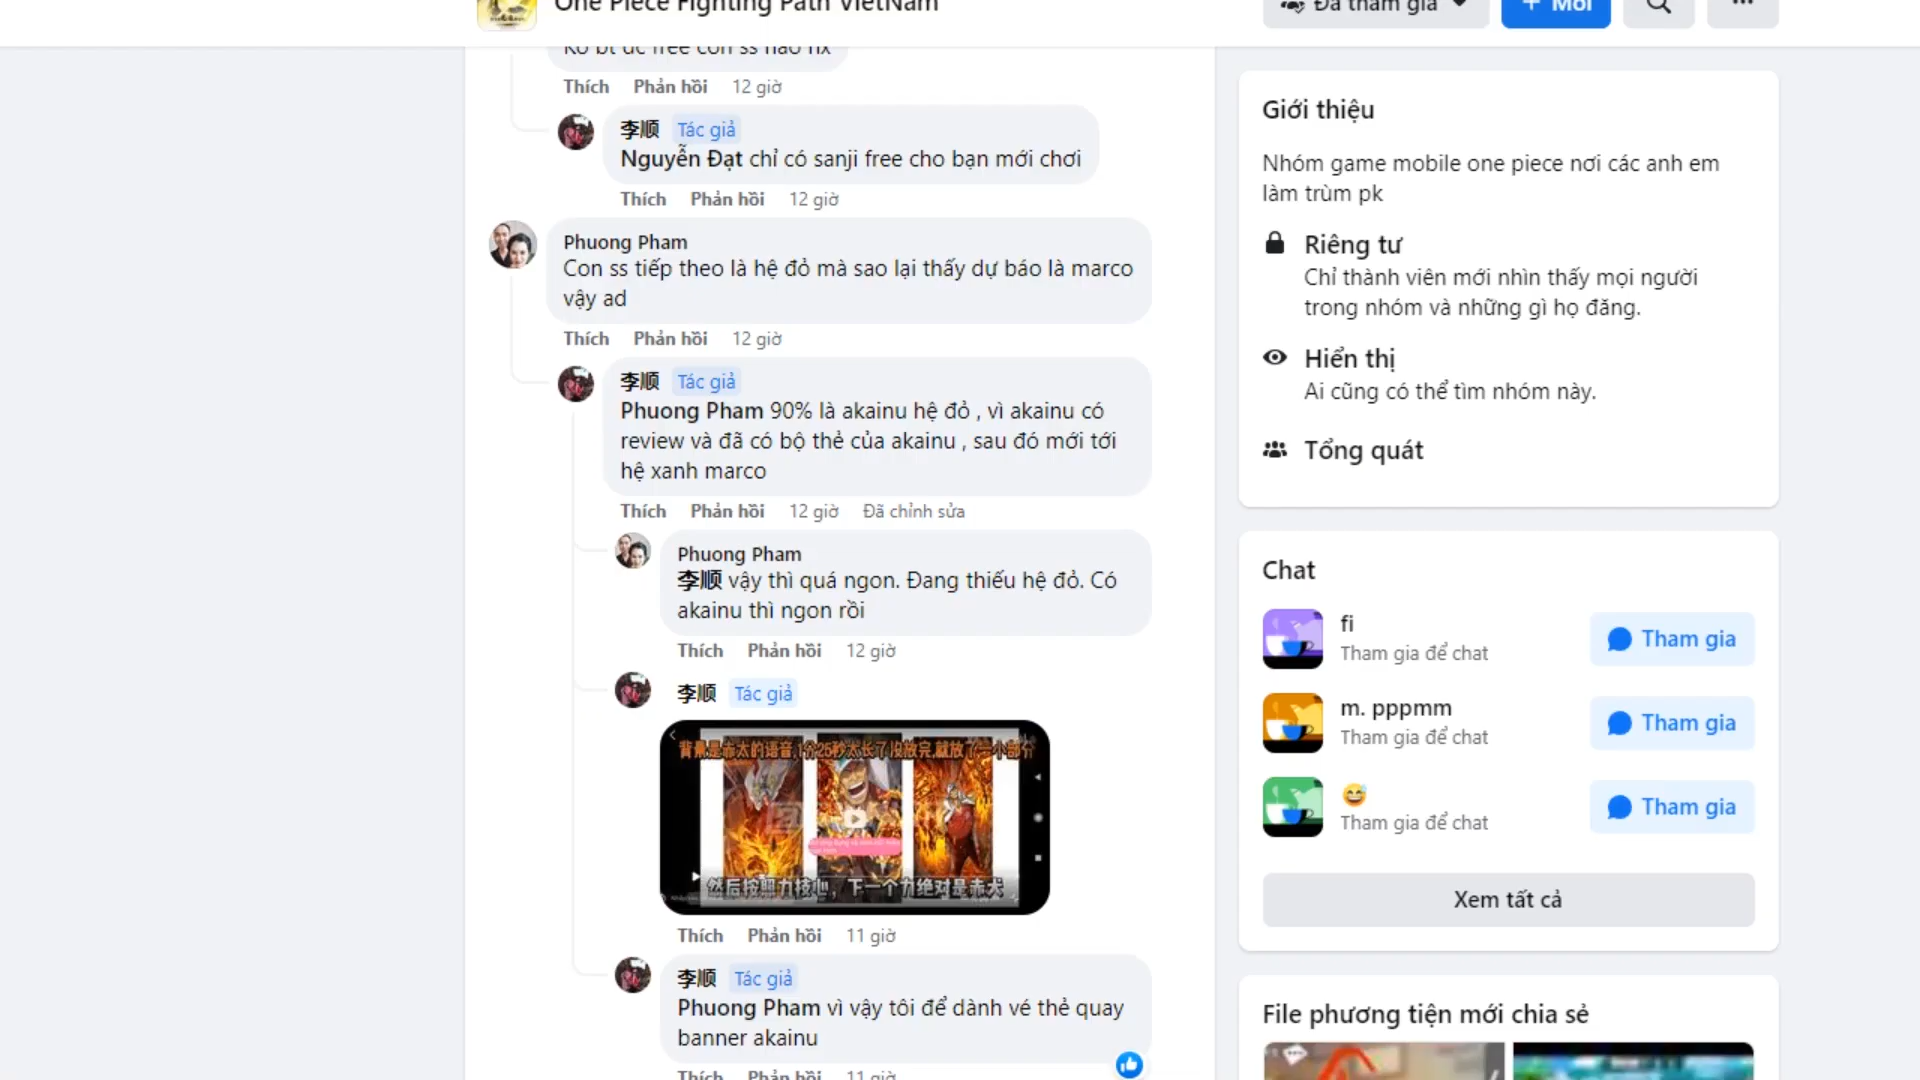 One Piece Fighting Path VietNam
Đã tham gia
+ Mời
Ko bt đc free con ss nào hx
Thích Phản hồi 12 giờ
李顺 Tác giả
Nguyễn Đạt chỉ có sanji free cho bạn mới chơi
Thích Phản hồi 12 giờ
Phuong Pham
Con ss tiếp theo là hệ đỏ mà sao lại thấy dự báo là marco
vậy ad
Thích Phản hồi 12 giờ
李顺 Tác giả
Phuong Pham 90% là akainu hệ đỏ , vì akainu có
review và đã có bộ thẻ của akainu , sau đó mới tới
hệ xanh marco
Thích Phản hồi 12 giờ Đã chỉnh sửa
Phuong Pham
李顺 vậy thì quá ngon. Đang thiếu hệ đỏ. Có
akainu thì ngon rồi
Thích Phản hồi 12 giờ
李顺 Tác giả
背景是赤犬的语音,1分25秒太长了没放完,就放了一小部分
然后按照力技心，下一个力绝对是赤犬
Thích Phản hồi 11 giờ
李顺 Tác giả
Phuong Pham vì vậy tôi để dành vé thẻ quay
banner akainu
Thích Phản hồi 11 giờ
Giới thiệu
Nhóm game mobile one piece nơi các anh em
làm trùm pk
Riêng tư
Chỉ thành viên mới nhìn thấy mọi người
trong nhóm và những gì họ đăng.
Hiển thị
Ai cũng có thể tìm nhóm này.
Tổng quát
Chat
fi
Tham gia để chat
Tham gia
m. pppmm
Tham gia để chat
Tham gia
😅
Tham gia để chat
Tham gia
Xem tất cả
File phương tiện mới chia sẻ